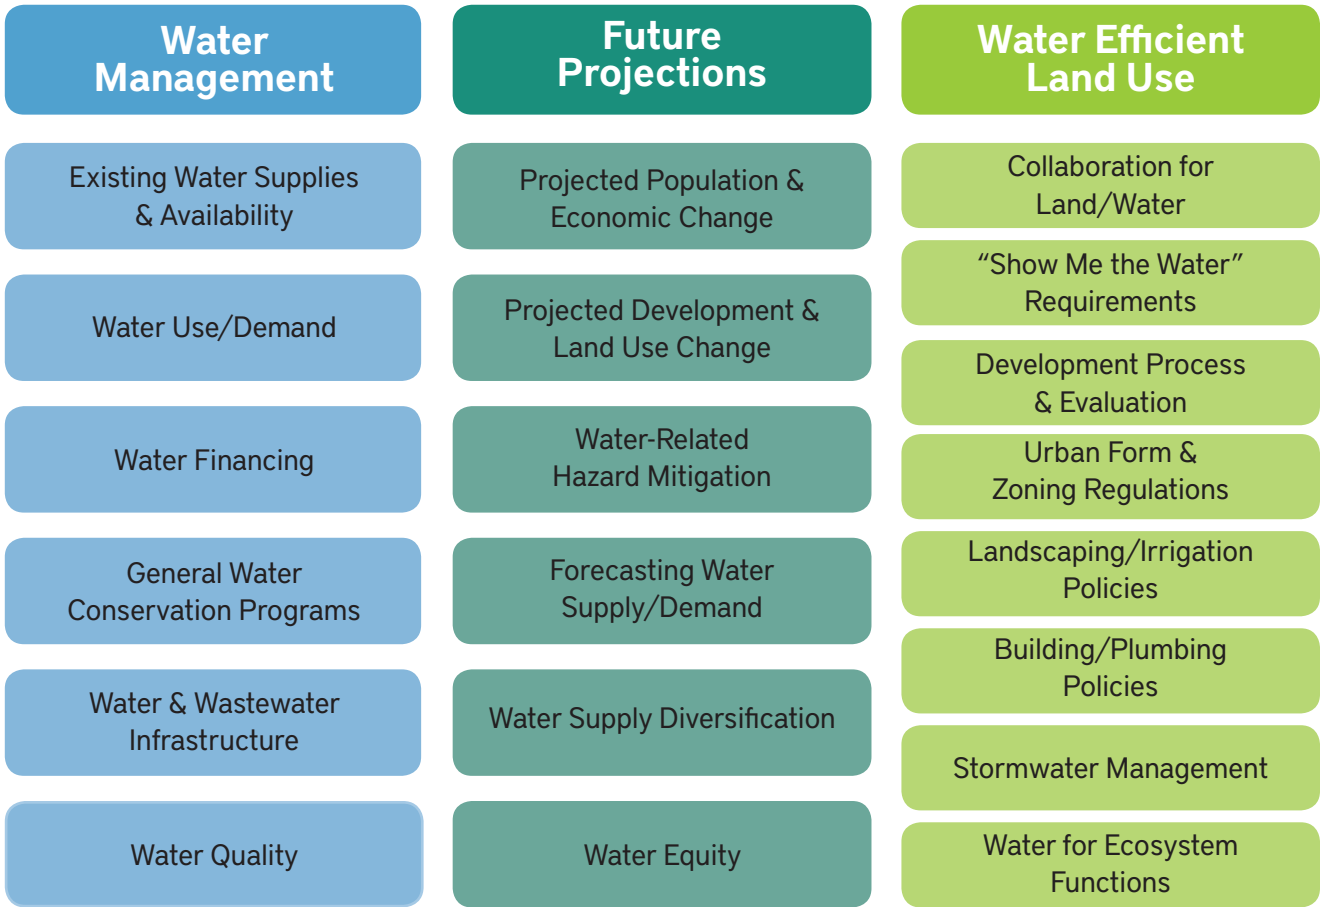 Water
Management
Existing Water Supplies
& Availability
Water Use/Demand
Water Financing
General Water
Conservation Programs
Water & Wastewater
Infrastructure
Water Quality
Future
Projections
Projected Population &
Economic Change
Projected Development &
Land Use Change
Water-Related
Hazard Mitigation
Forecasting Water
Supply/Demand
Water Supply Diversification
Water Equity
Water Efficient
Land Use
Collaboration for
Land/Water
“Show Me the Water”
Requirements
Development Process
& Evaluation
Urban Form &
Zoning Regulations
Landscaping/Irrigation
Policies
Building/Plumbing
Policies
Stormwater Management
Water for Ecosystem
Functions